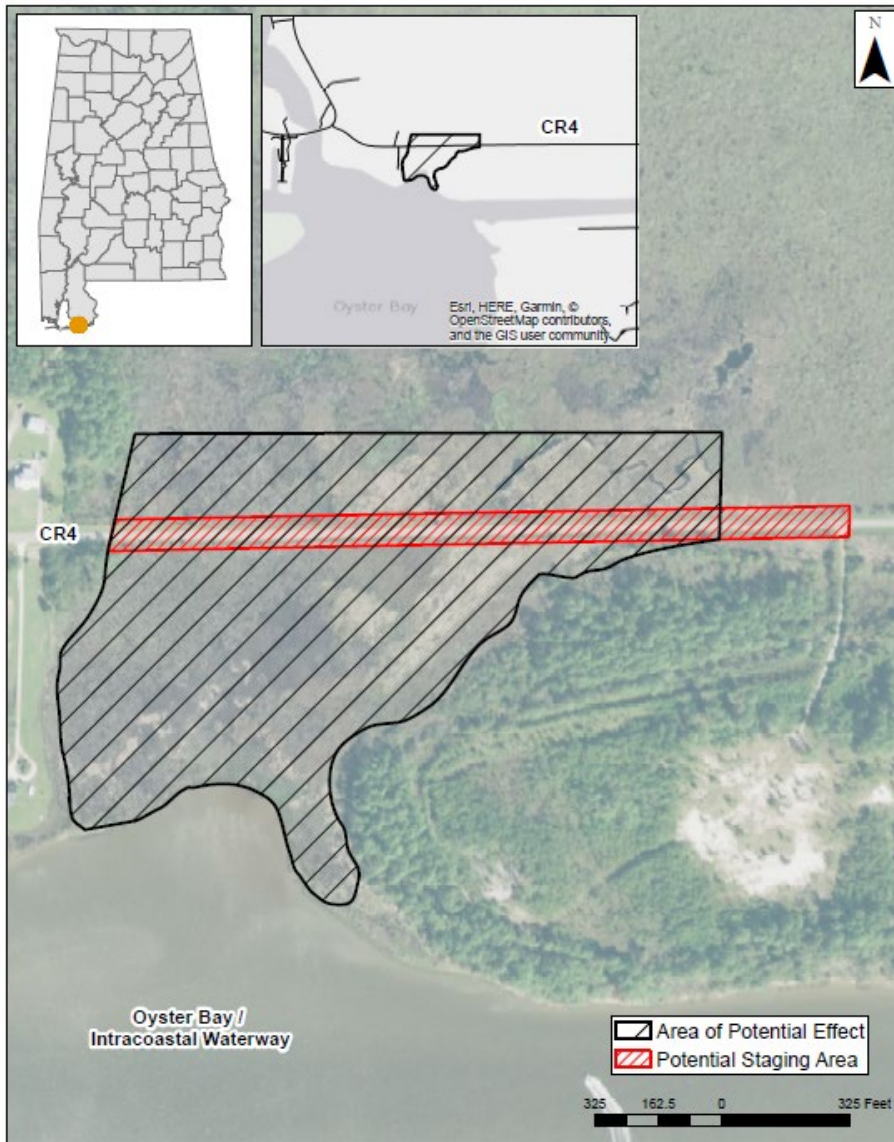 N
CR4
Oyster Bay
Esri, HERE, Garmin, ©
OpenStreetMap contributors,
and the GIS user community
CR4
Oyster Bay /
Intracoastal Waterway
Area of Potential Effect
Potential Staging Area
325 162.5 0 325 Feet